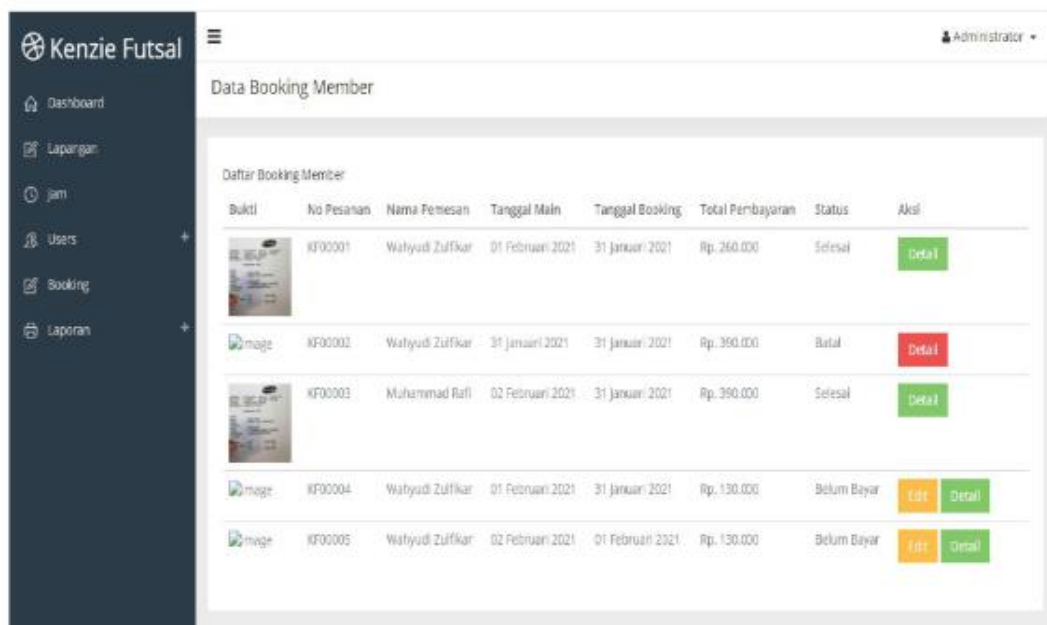 Kenzie Futsal
Administrator
Dashboard
Lapangan
Jam
Users +
Booking
Laporan +
Data Booking Member
Daftar Booking Member
Bukti No Pesanan Nama Pemesan Tanggal Main Tanggal Booking Total Pembayaran Status Aksi
KF00001 Wahyudi Zulfikar 01 Februari 2021 31 Januari 2021 Rp. 260.000 Selesai Detail
Image KF00002 Wahyudi Zulfikar 31 Januari 2021 31 Januari 2021 Rp. 390.000 Batal Detail
KF00003 Muhammad Rafi 02 Februari 2021 31 Januari 2021 Rp. 390.000 Selesai Detail
Image KF00004 Wahyudi Zulfikar 01 Februari 2021 31 Januari 2021 Rp. 130.000 Belum Bayar Edit Detail
Image KF00005 Wahyudi Zulfikar 02 Februari 2021 01 Februari 2021 Rp. 130.000 Belum Bayar Edit Detail